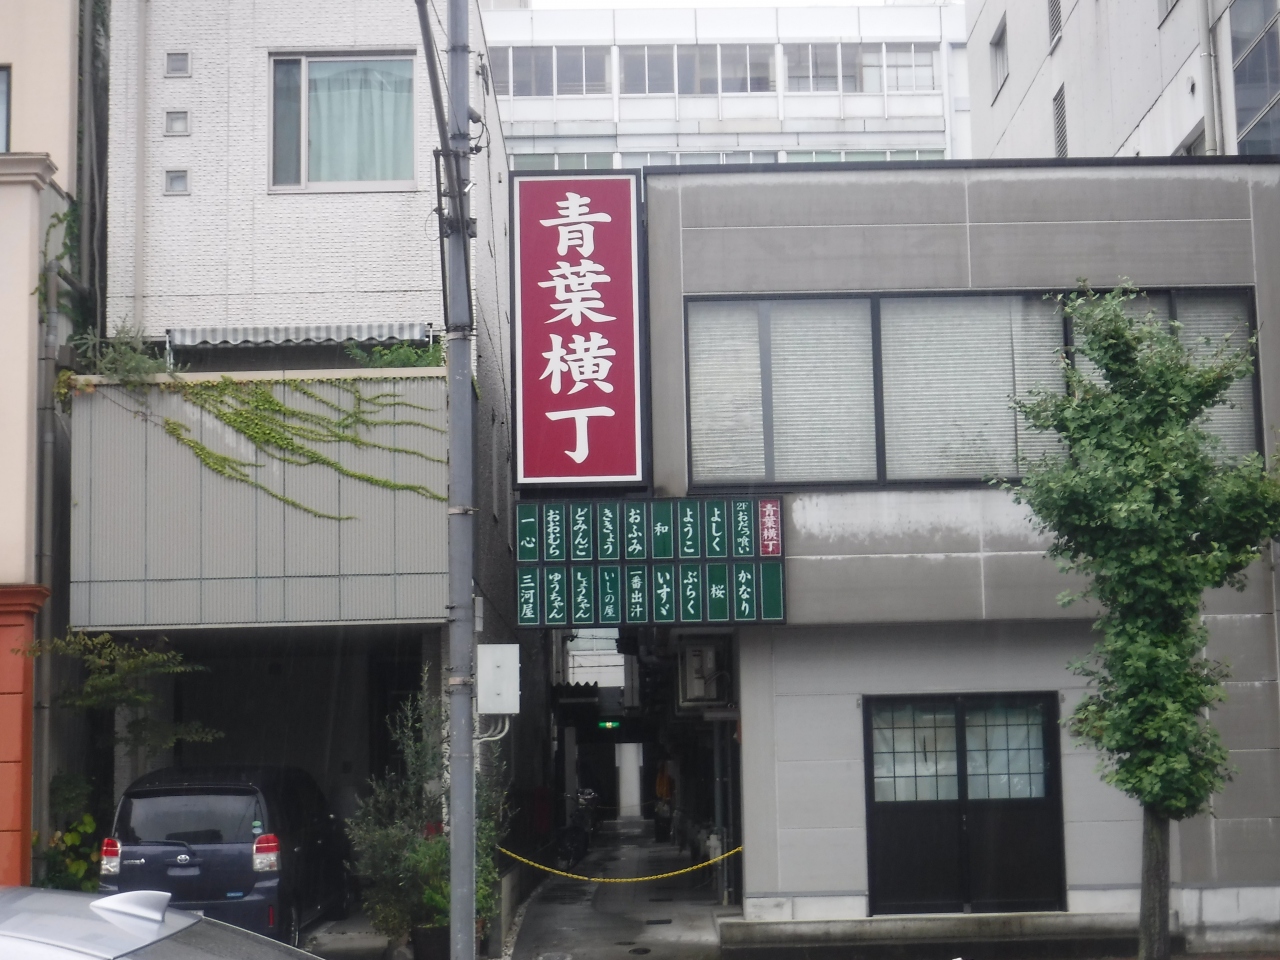 青葉横丁
青葉横丁
2Fおだっ喰い
よしく
ようこ
和
おふみ
ききょう
どみんご
おおむら
一心
かなり
桜
ぶらく
いすゞ
一番出汁
いしの屋
しょうちゃん
ゆうちゃん
三河屋